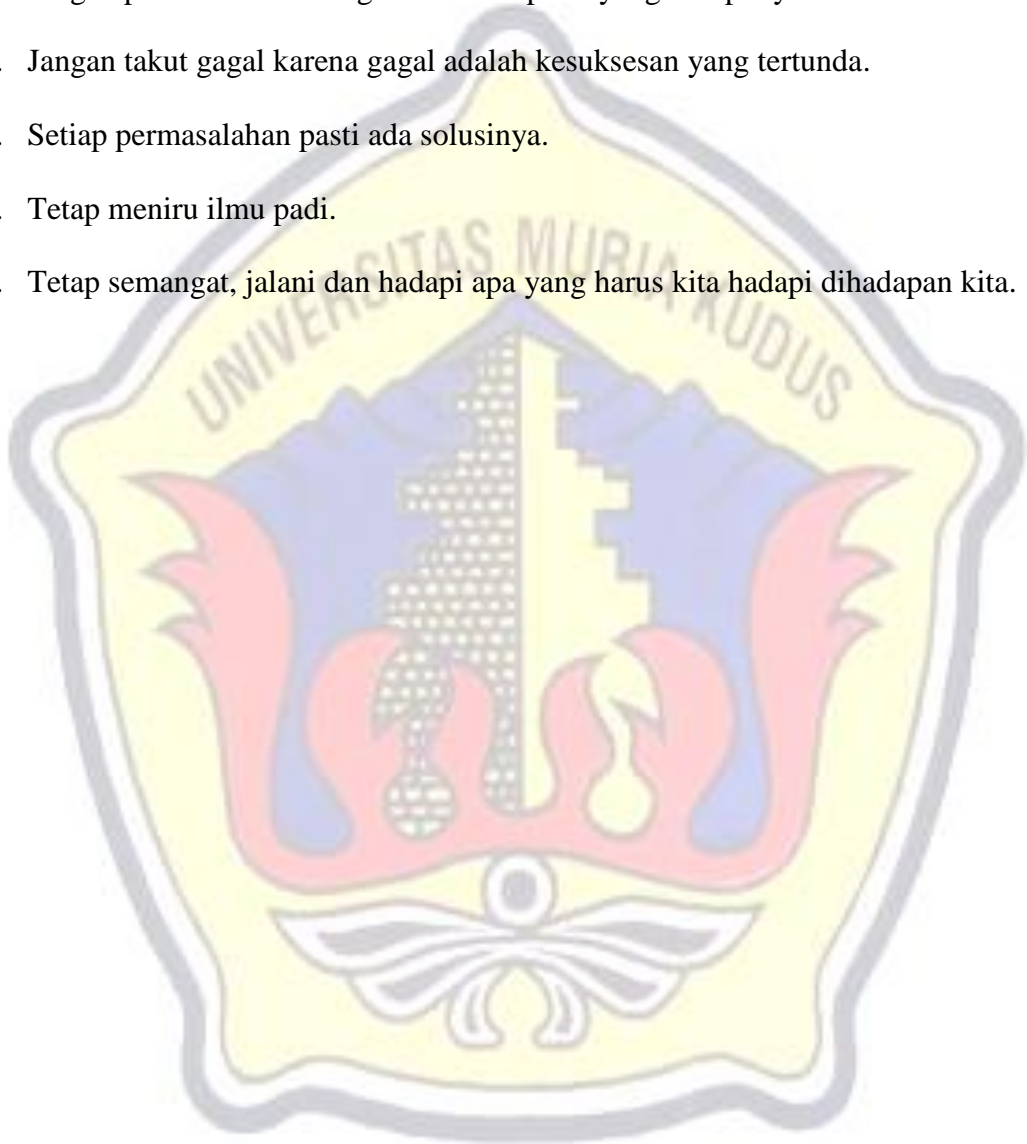 . Jangan takut gagal karena gagal adalah kesuksesan yang tertunda.
. Setiap permasalahan pasti ada solusinya.
. Tetap meniru ilmu padi.
. Tetap semangat, jalani dan hadapi apa yang harus kita hadapi dihadapan kita.
UNIVERSITAS MURIA KUDUS